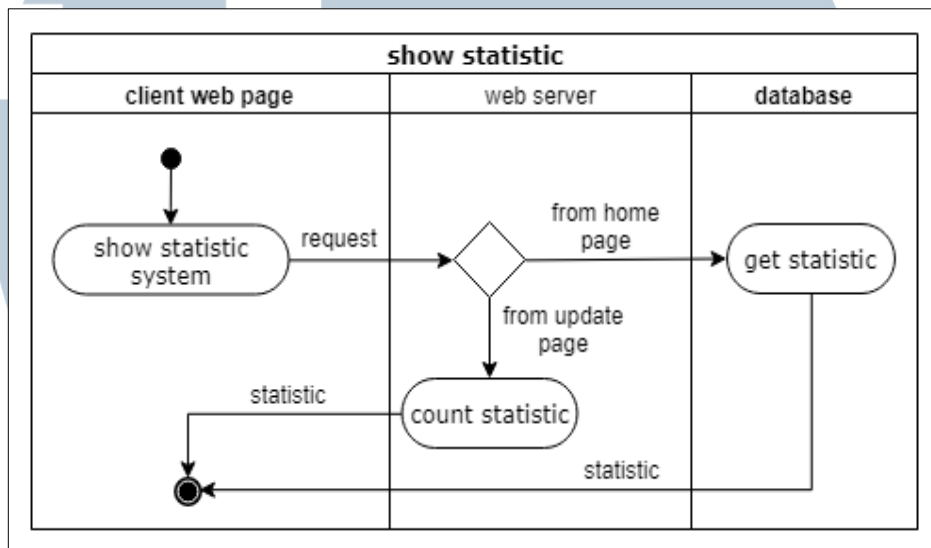 show statistic
client web page
web server
database
from home
page
request
show statistic
system
get statistic
from update
page
statistic
count statistic
statistic